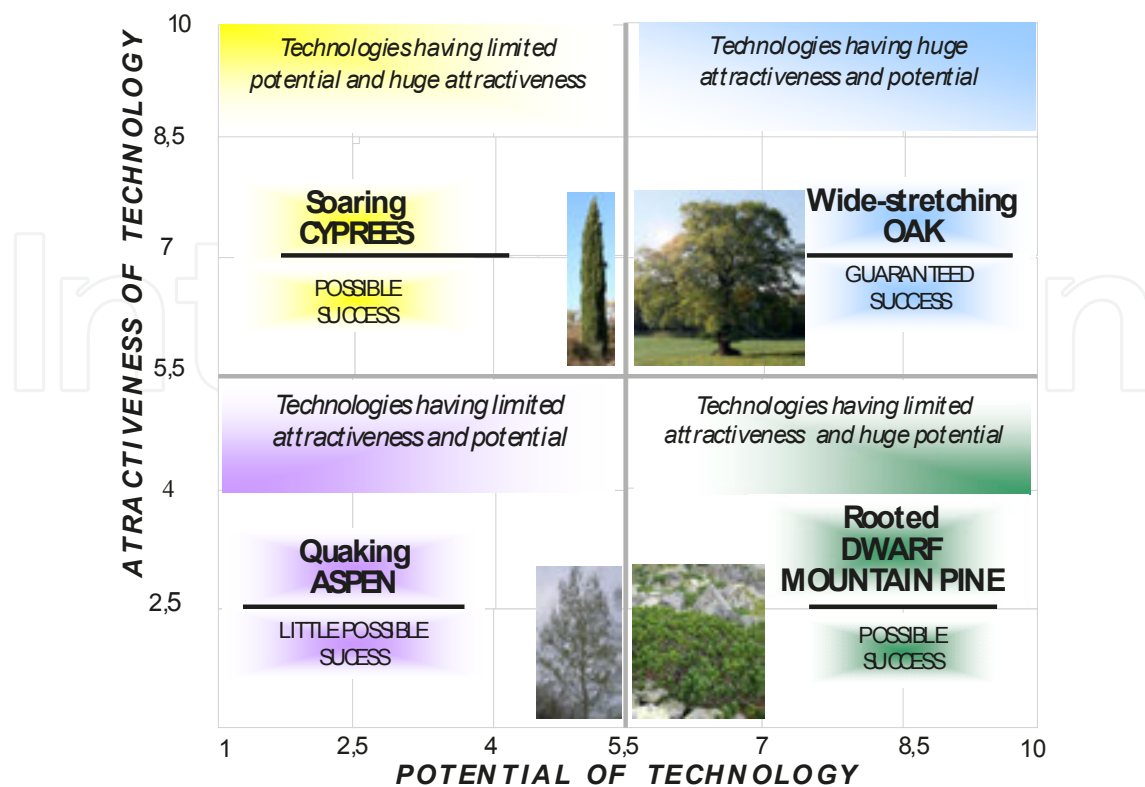 ATRACTIVENESS OF TECHNOLOGY
10
8,5
7
5,5
4
2,5
Technologies having limited
potential and huge attractiveness
Technologies having huge
attractiveness and potential
Soaring
CYPREES
POSSIBLE
SUCCESS
Wide-stretching
OAK
GUARANTEED
SUCCESS
Technologies having limited
attractiveness and potential
Technologies having limited
attractiveness and huge potential
Quaking
ASPEN
LITTLE POSSIBLE
SUCESS
Rooted
DWARF
MOUNTAIN PINE
POSSIBLE
SUCCESS
1 2,5 4 5,5 7 8,5 10
POTENTIAL OF TECHNOLOGY